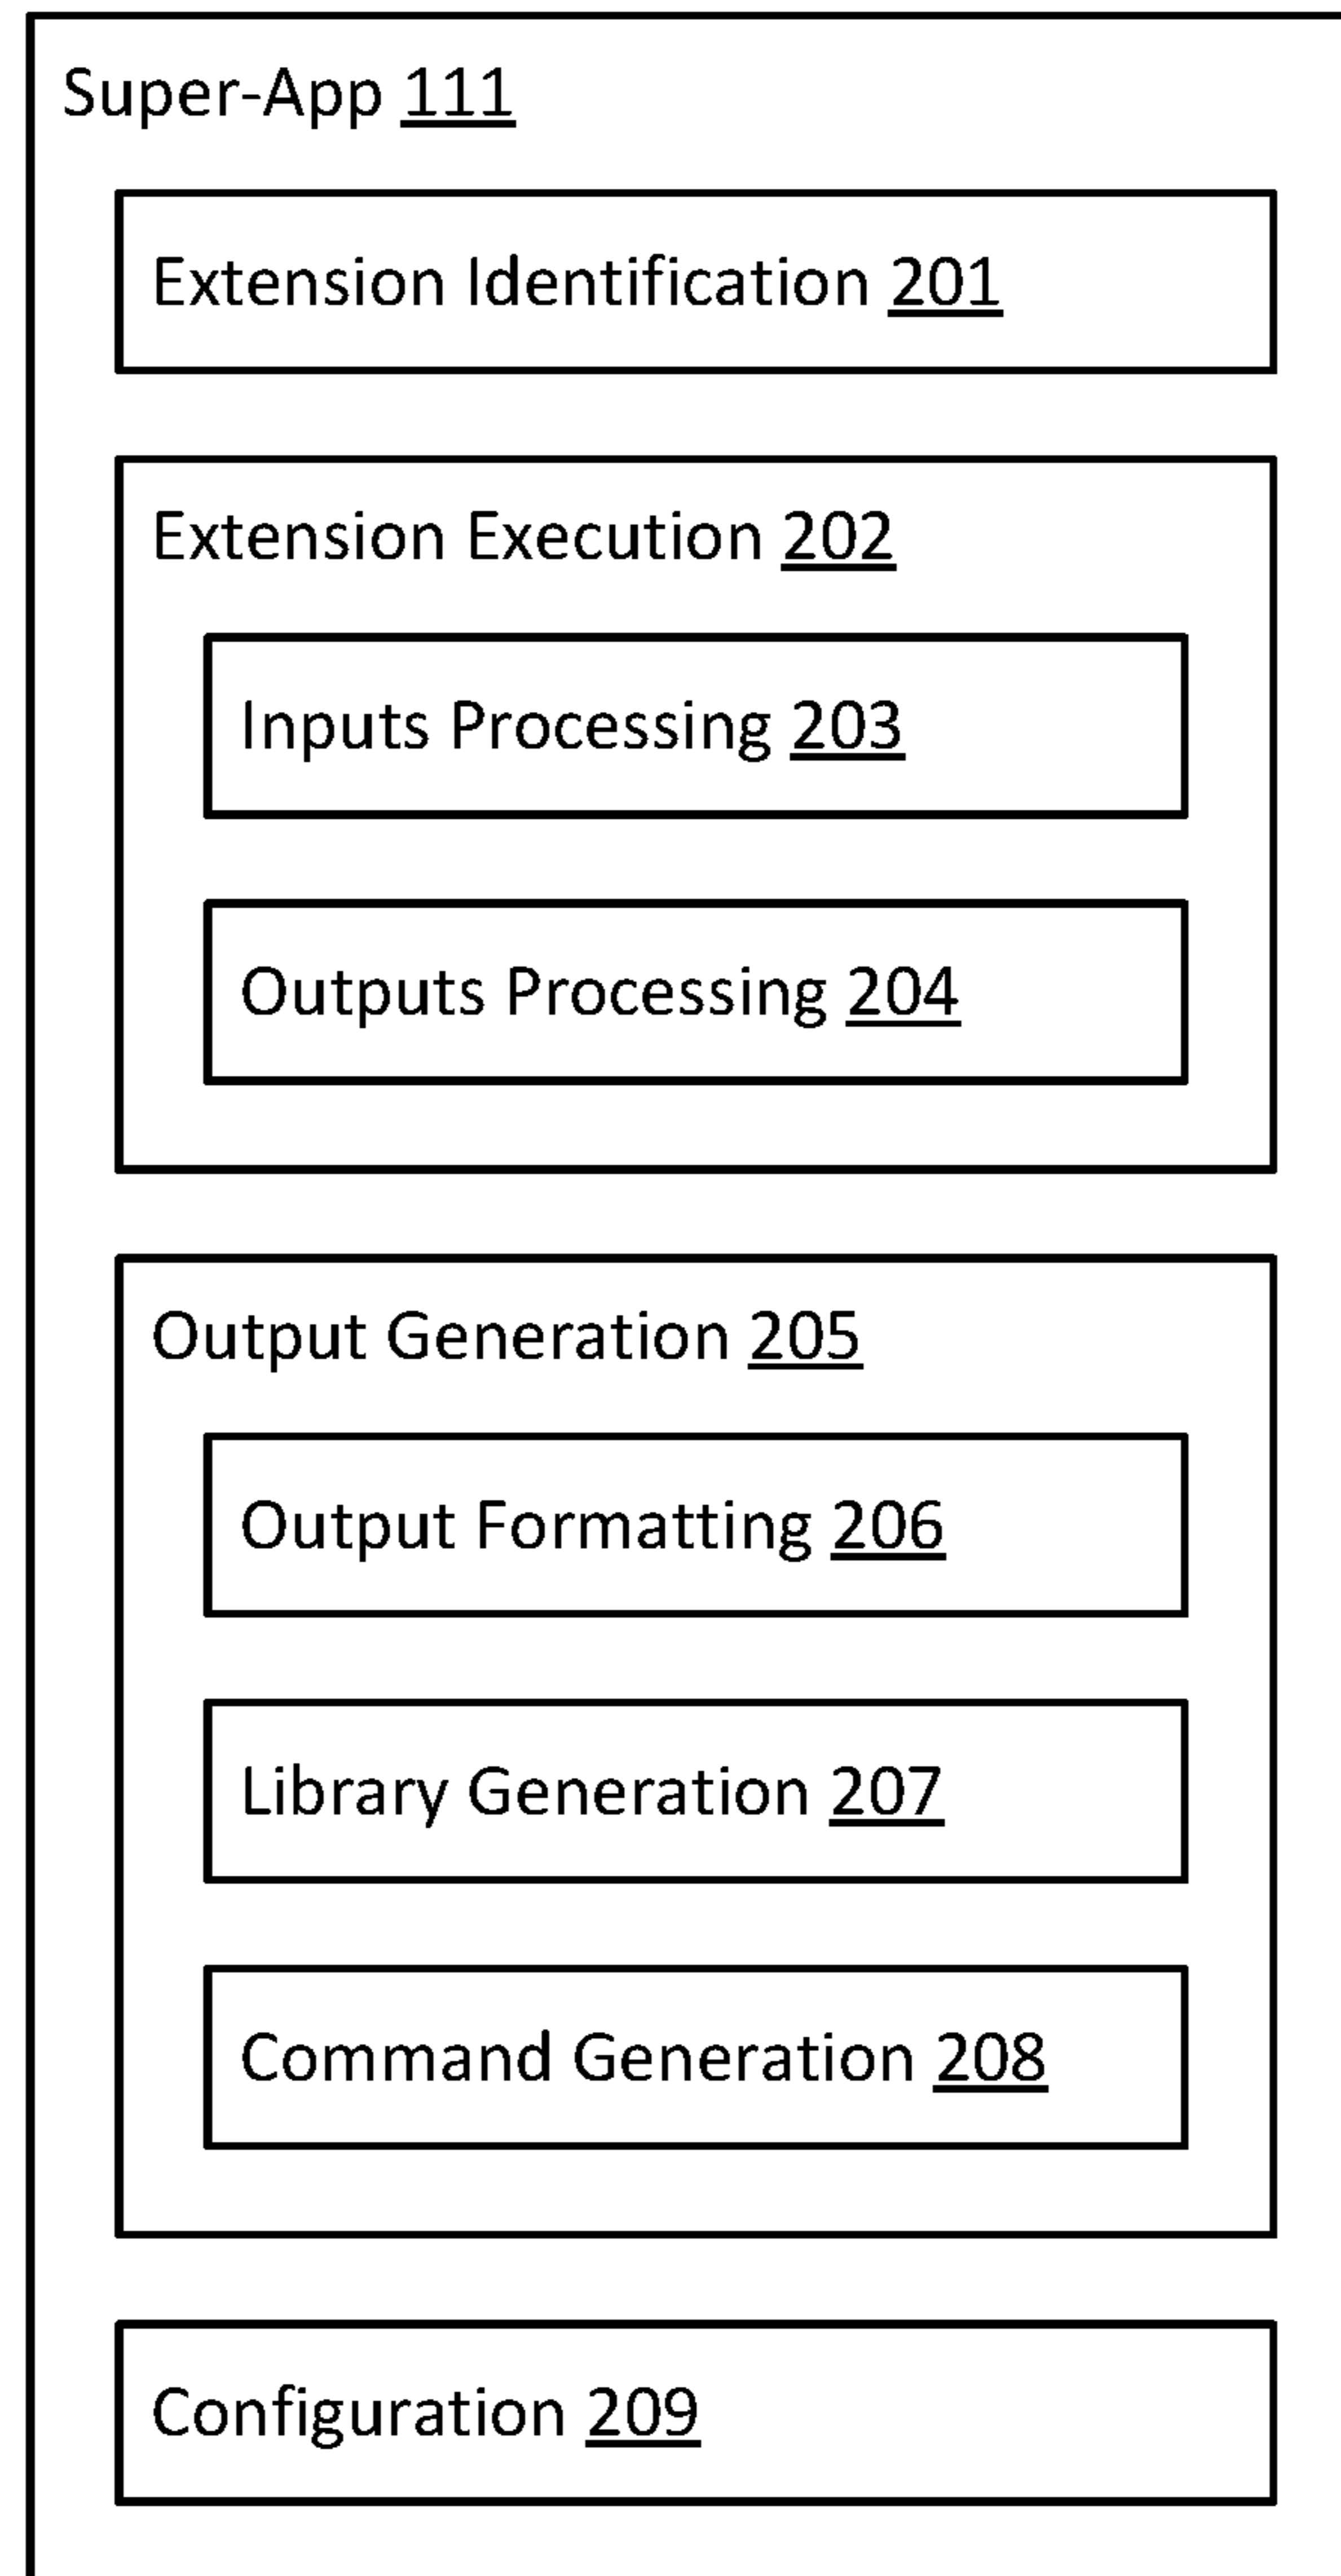 Super-App 111
Extension Identification 201
Extension Execution 202
Inputs Processing 203
Outputs Processing 204
Output Generation 205
Output Formatting 206
Library Generation 207
Command Generation 208
Configuration 209